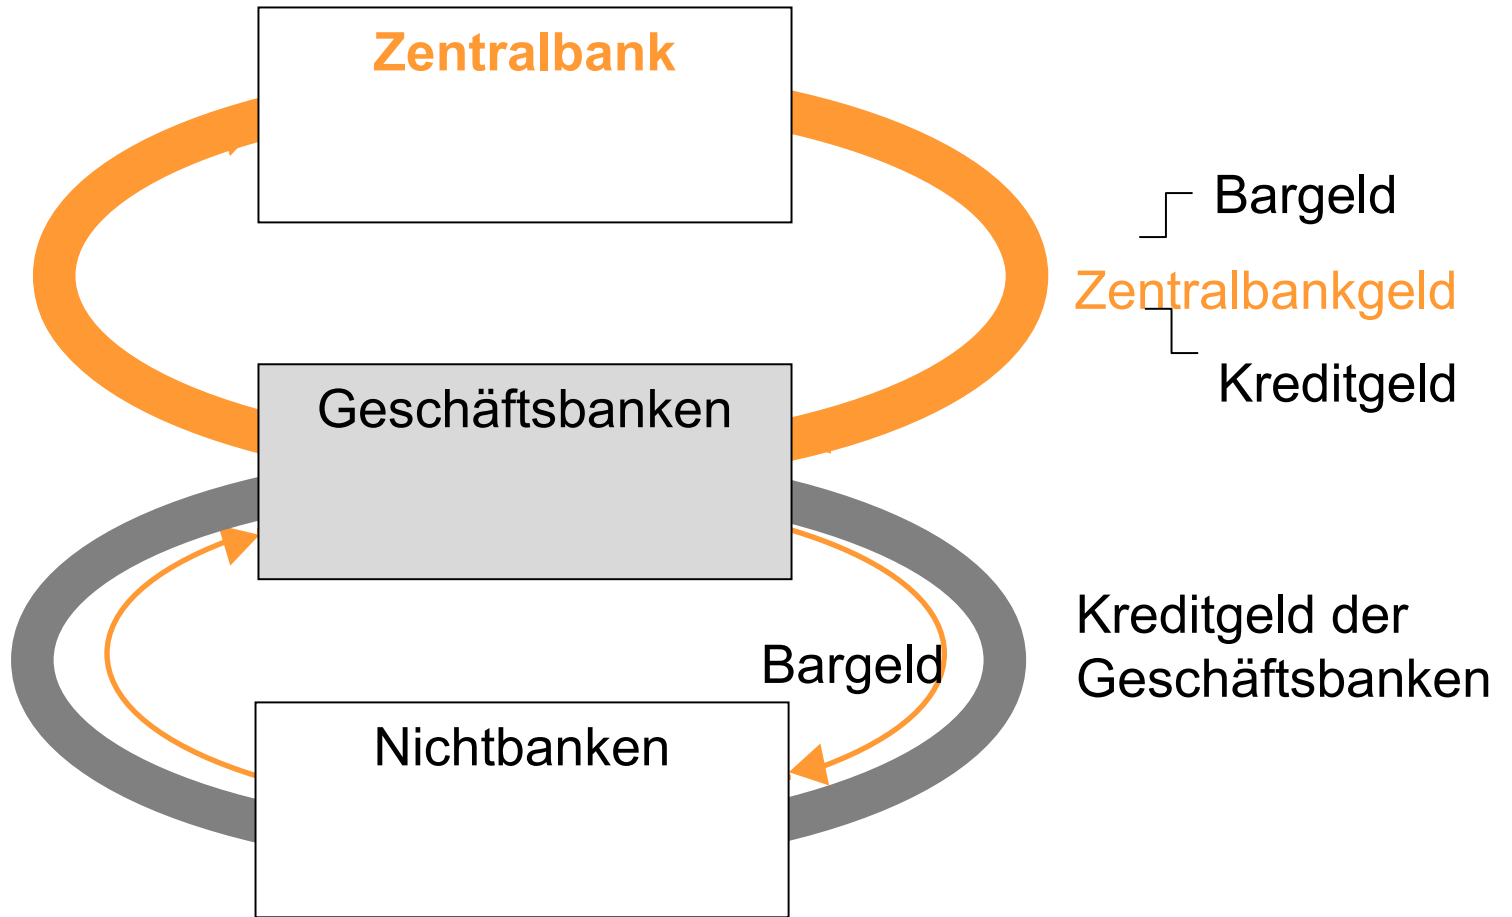 Zentralbank
Bargeld
Zentralbankgeld
Kreditgeld
Geschäftsbanken
Kreditgeld der
Geschäftsbanken
Bargeld
Nichtbanken